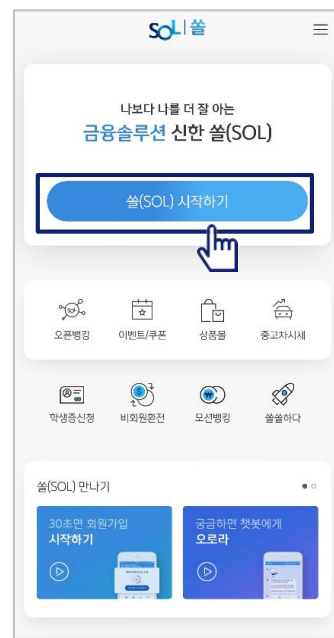 SOL 쏠
나보다 나를 더 잘 아는
금융솔루션 신한 쏠(SOL)
쏠(SOL) 시작하기
오픈뱅킹 이벤트/쿠폰 상품몰 중고차시세
학생증신청 비회원환전 모션뱅킹 쏠쏠하다
쏠(SOL) 만나기
30초면 회원가입
시작하기
궁금하면 챗봇에게
오로라